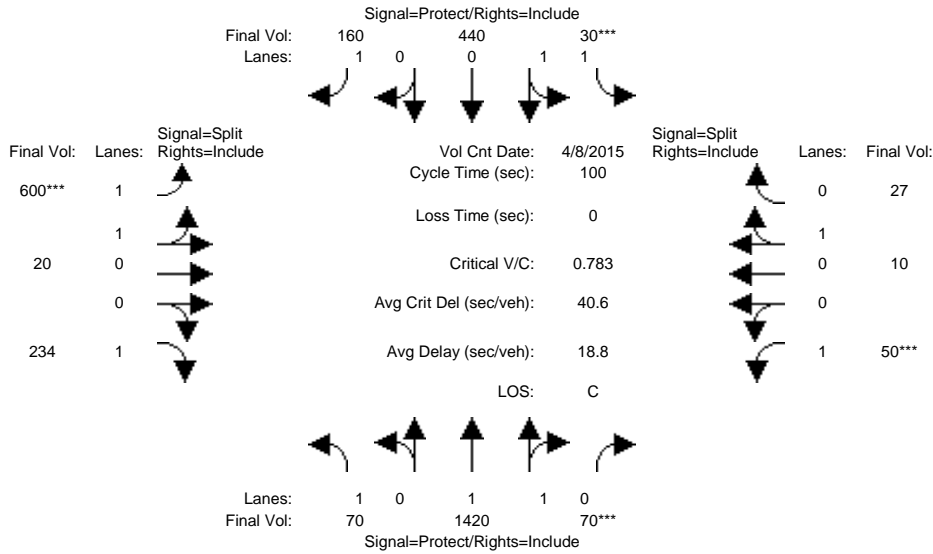 Signal=Protect/Rights=Include
Final Vol: 160 440 30***
Lanes: 1 0 0 1 1
Signal=Split
Final Vol: Lanes: Rights=Include
Vol Cnt Date: 4/8/2015
Signal=Split
Rights=Include Lanes: Final Vol:
Cycle Time (sec): 100
600*** 1
0 27
Loss Time (sec): 0
1
1
20 0
Critical V/C: 0.783
0 10
0
Avg Crit Del (sec/veh): 40.6
0
234 1
Avg Delay (sec/veh): 18.8
1 50***
LOS: C
Lanes: 1 0 1 1 0
Final Vol: 70 1420 70***
Signal=Protect/Rights=Include